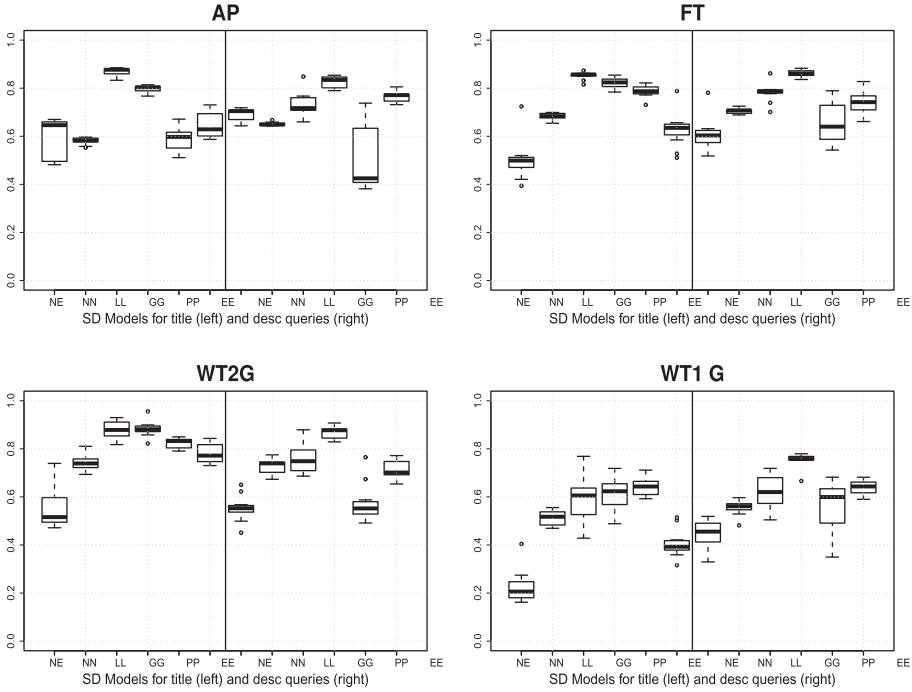 AP
1.0
0.8
0.6
0.4
0.2
0.0
NE NN LL GG PP EE NE NN LL GG PP EE
SD Models for title (left) and desc queries (right)
FT
1.0
0.8
0.6
0.4
0.2
0.0
NE NN LL GG PP EE NE NN LL GG PP EE
SD Models for title (left) and desc queries (right)
WT2G
1.0
0.8
0.6
0.4
0.2
0.0
NE NN LL GG PP EE NE NN LL GG PP EE
SD Models for title (left) and desc queries (right)
WT1 G
1.0
0.8
0.6
0.4
0.2
0.0
NE NN LL GG PP EE NE NN LL GG PP EE
SD Models for title (left) and desc queries (right)